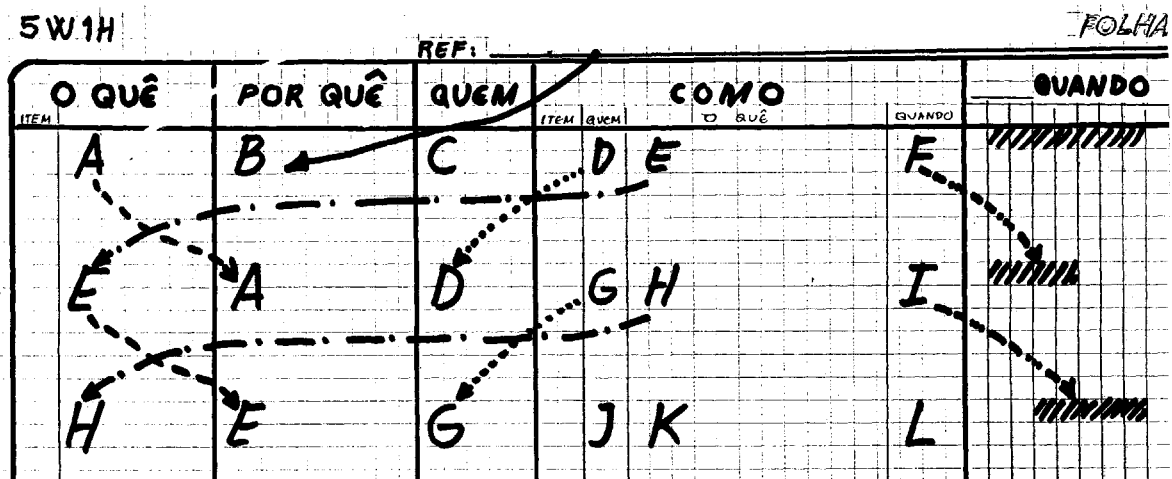 5W1H FOLHA
REF:
O QUÊ POR QUÊ QUEM COMO QUANDO
ITEM ITEM QUEM O QUÊ QUANDO
A B C D E F
E A D G H I
H E G J K L